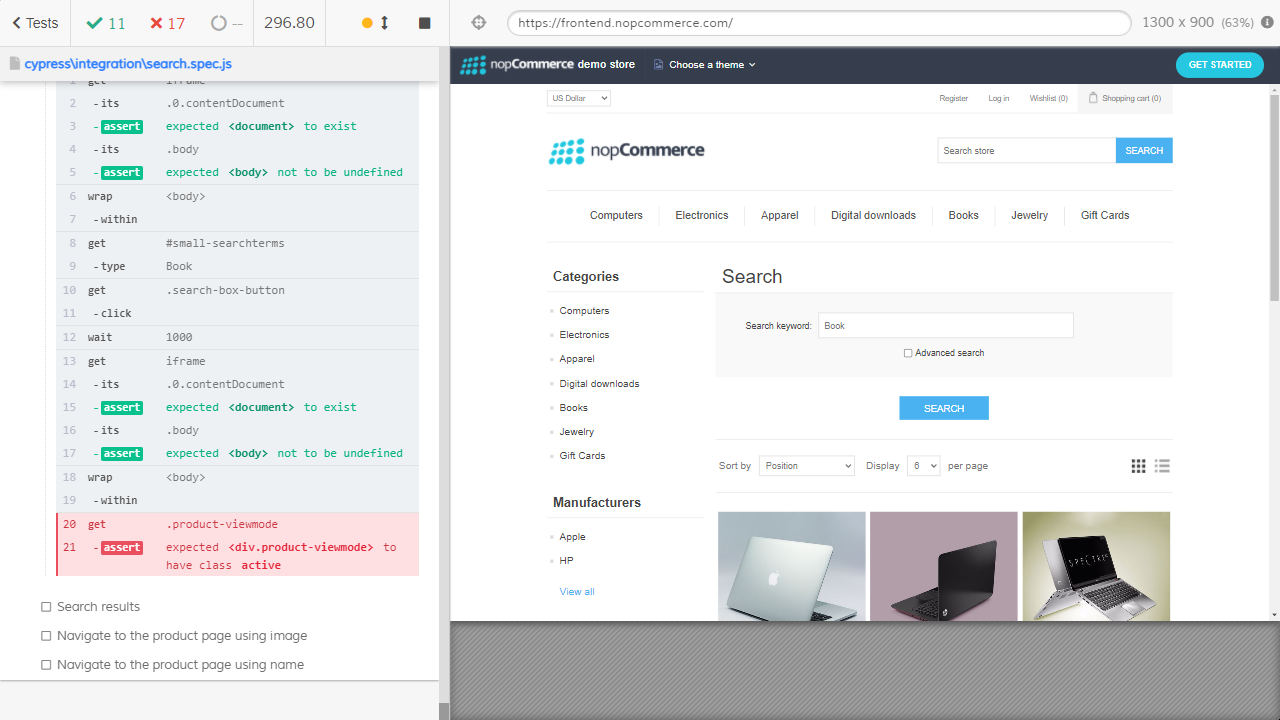 Tests
11
17
--
296.80
https://frontend.nopcommerce.com/
1300 x 900 (63%)
cypress\integration\search.spec.js
1 get iframe
2 -its .0.contentDocument
3 -assert expected <document> to exist
4 -its .body
5 -assert expected <body> not to be undefined
6 wrap <body>
7 -within
8 get #small-searchterms
9 -type Book
10 get .search-box-button
11 -click
12 wait 1000
13 get iframe
14 -its .0.contentDocument
15 -assert expected <document> to exist
16 -its .body
17 -assert expected <body> not to be undefined
18 wrap <body>
19 -within
20 get .product-viewmode
21 -assert expected <div.product-viewmode> to
have class active
Search results
Navigate to the product page using image
Navigate to the product page using name
nopCommerce demo store
Choose a theme
GET STARTED
US Dollar
Register
Log in
Wishlist (0)
Shopping cart (0)
nopCommerce
Search store
SEARCH
Computers
Electronics
Apparel
Digital downloads
Books
Jewelry
Gift Cards
Categories
Computers
Electronics
Apparel
Digital downloads
Books
Jewelry
Gift Cards
Manufacturers
Apple
HP
View all
Search
Search keyword:
Book
Advanced search
SEARCH
Sort by
Position
Display
6
per page
SPECTRE